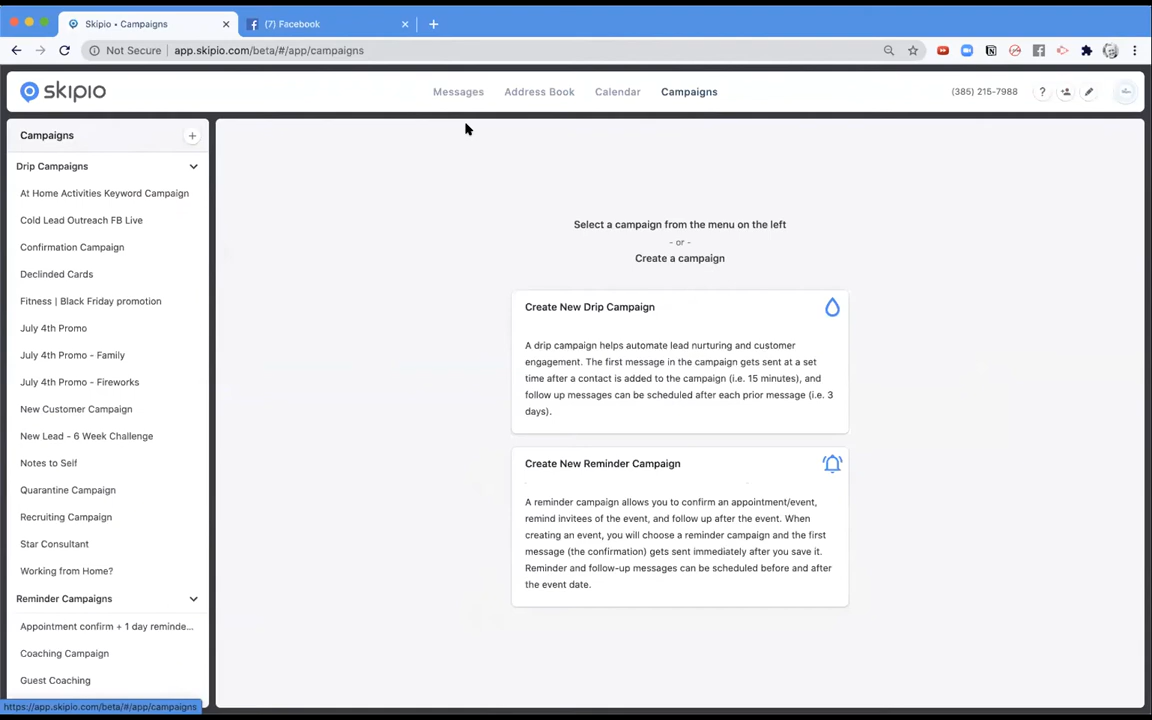 Skipio • Campaigns
(7) Facebook
Not Secure
app.skipio.com/beta/#/app/campaigns
skipio
Messages
Address Book
Calendar
Campaigns
(385) 215-7988
?
Campaigns
+
Drip Campaigns
At Home Activities Keyword Campaign
Cold Lead Outreach FB Live
Confirmation Campaign
Declinded Cards
Fitness | Black Friday promotion
July 4th Promo
July 4th Promo - Family
July 4th Promo - Fireworks
New Customer Campaign
New Lead - 6 Week Challenge
Notes to Self
Quarantine Campaign
Recruiting Campaign
Star Consultant
Working from Home?
Reminder Campaigns
Appointment confirm + 1 day reminde...
Coaching Campaign
Guest Coaching
https://app.skipio.com/beta/#/app/campaigns
Select a campaign from the menu on the left
- or -
Create a campaign
Create New Drip Campaign
A drip campaign helps automate lead nurturing and customer
engagement. The first message in the campaign gets sent at a set
time after a contact is added to the campaign (i.e. 15 minutes), and
follow up messages can be scheduled after each prior message (i.e. 3
days).
Create New Reminder Campaign
A reminder campaign allows you to confirm an appointment/event,
remind invitees of the event, and follow up after the event. When
creating an event, you will choose a reminder campaign and the first
message (the confirmation) gets sent immediately after you save it.
Reminder and follow-up messages can be scheduled before and after
the event date.